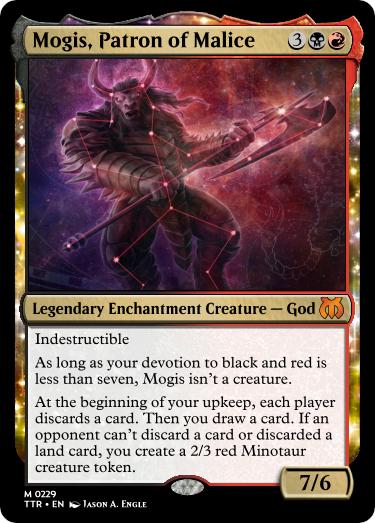 Mogis, Patron of Malice 3
Legendary Enchantment Creature — God
Indestructible
As long as your devotion to black and red is
less than seven, Mogis isn't a creature.
At the beginning of your upkeep, each player
discards a card. Then you draw a card. If an
opponent can't discard a card or discarded a
land card, you create a 2/3 red Minotaur
creature token.
7/6
M 0229
TTR • EN Jason A. Engle